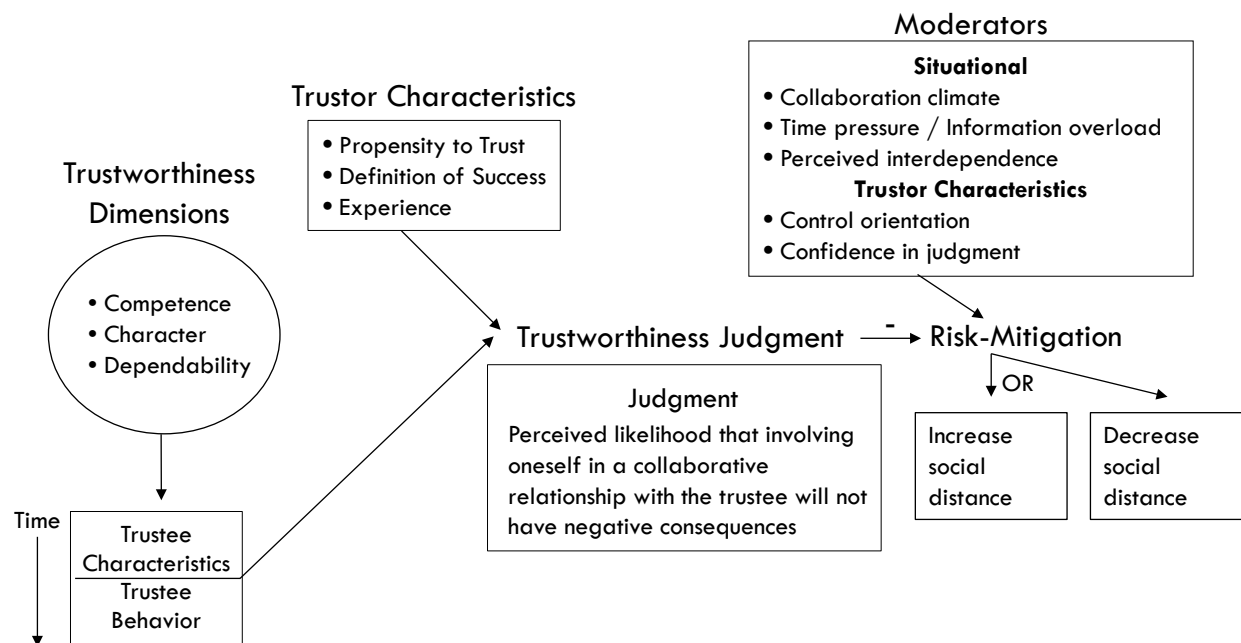 Moderators
Situational
• Collaboration climate
• Time pressure / Information overload
• Perceived interdependence
Trustor Characteristics
• Control orientation
• Confidence in judgment
Trustor Characteristics
• Propensity to Trust
• Definition of Success
• Experience
Trustworthiness
Dimensions
• Competence
• Character
• Dependability
Trustworthiness Judgment
-
Risk-Mitigation
OR
Judgment
Perceived likelihood that involving
oneself in a collaborative
relationship with the trustee will not
have negative consequences
Increase
social
distance
Decrease
social
distance
Time
Trustee
Characteristics
Trustee
Behavior